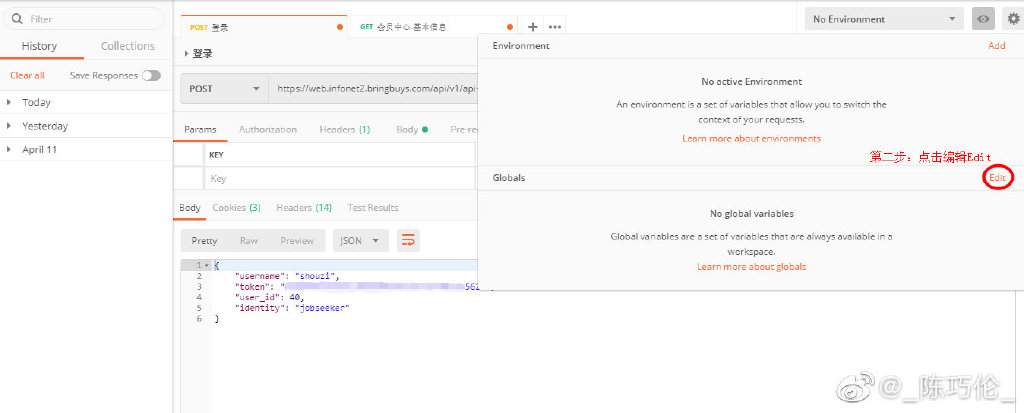 Filter
History
Collections
Clear all
Save Responses
Today
Yesterday
April 11
POST 登录
GET 会员中心-基本信息
No Environment
登录
POST
https://web.infonet2.bringbuys.com/api/v1/api
Params
Authorization
Headers (1)
Body
Pre-re
KEY
Key
Body
Cookies (3)
Headers (14)
Test Results
Pretty
Raw
Preview
JSON
1 {
2 "username": "shouzi",
3 "token": "
4 "user_id": 40,
5 "identity": "jobseeker"
6 }
Environment
Add
No active Environment
An environment is a set of variables that allow you to switch the
context of your requests.
Learn more about environments
第二步：点击编辑Edit
Globals
Edit
No global variables
Global variables are a set of variables that are always available in a
workspace.
Learn more about globals
@_陈巧伦_